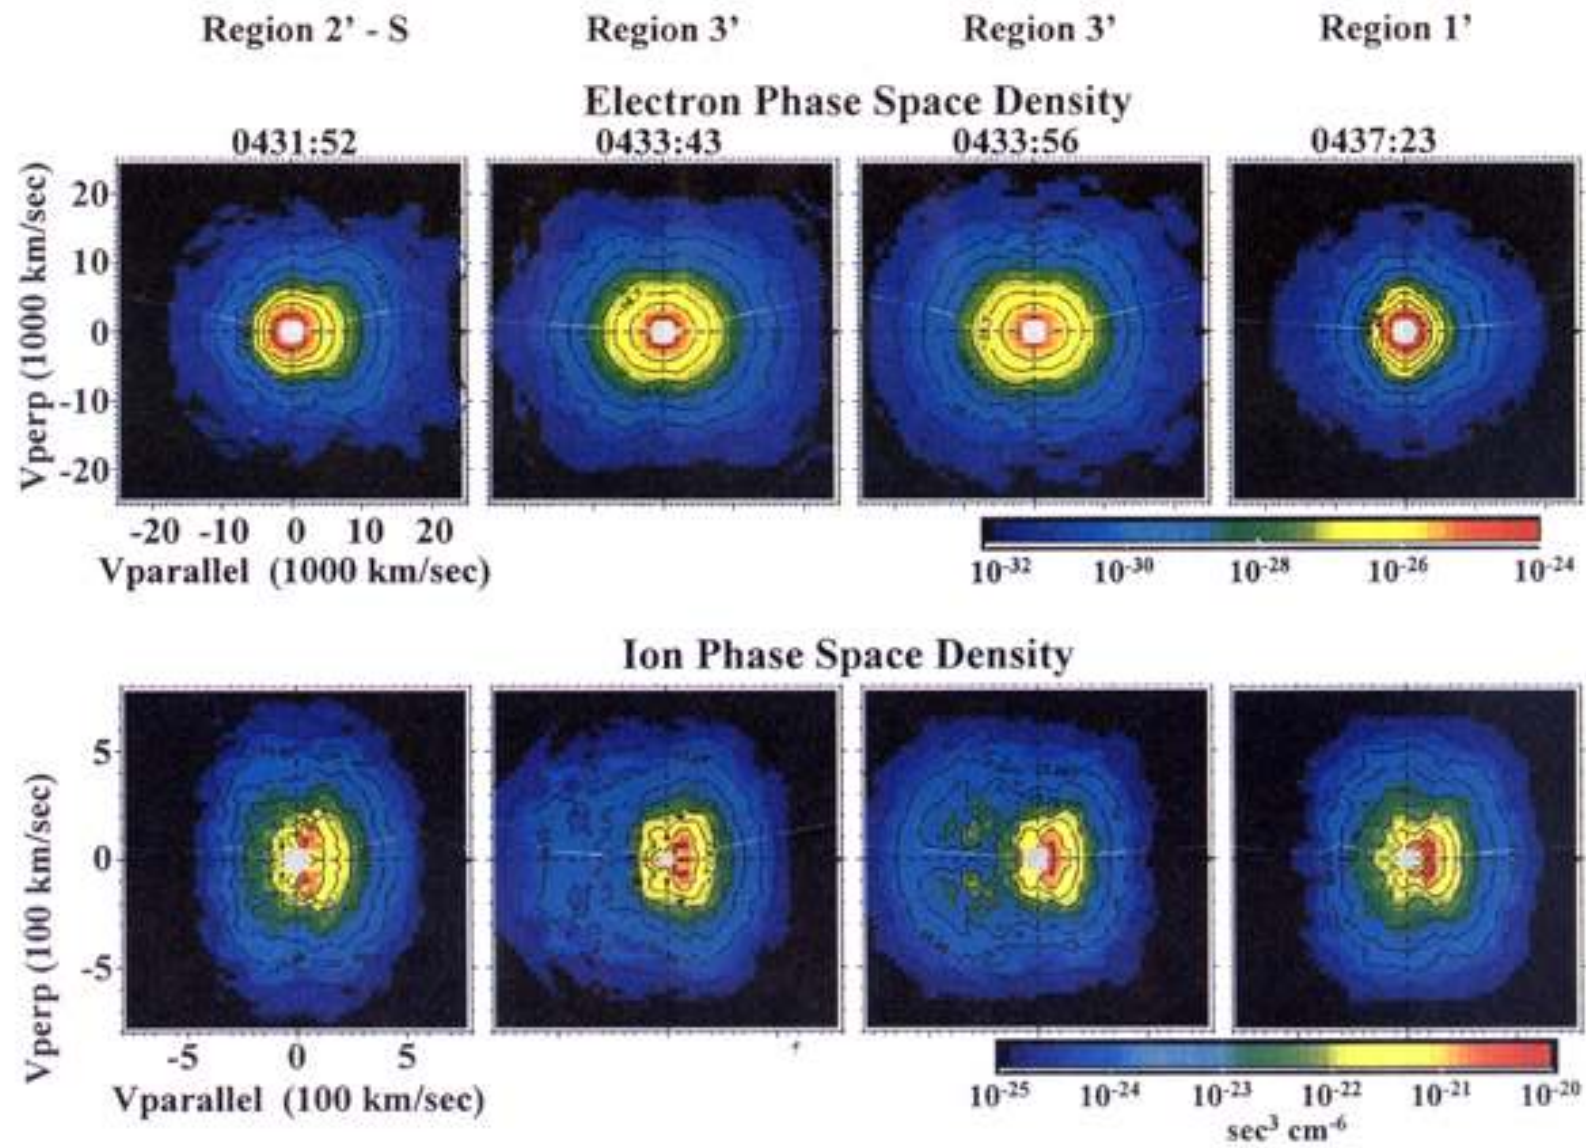 Region 2' - S Region 3' Region 3' Region 1'
Electron Phase Space Density
0431:52 0433:43 0433:56 0437:23
Vperp (1000 km/sec)
20
10
0
-10
-20
-20 -10 0 10 20
Vparallel (1000 km/sec)
10-32 10-30 10-28 10-26 10-24
Ion Phase Space Density
Vperp (100 km/sec)
5
0
-5
-5 0 5
Vparallel (100 km/sec)
10-25 10-24 10-23 10-22 10-21 10-20
sec3 cm-6